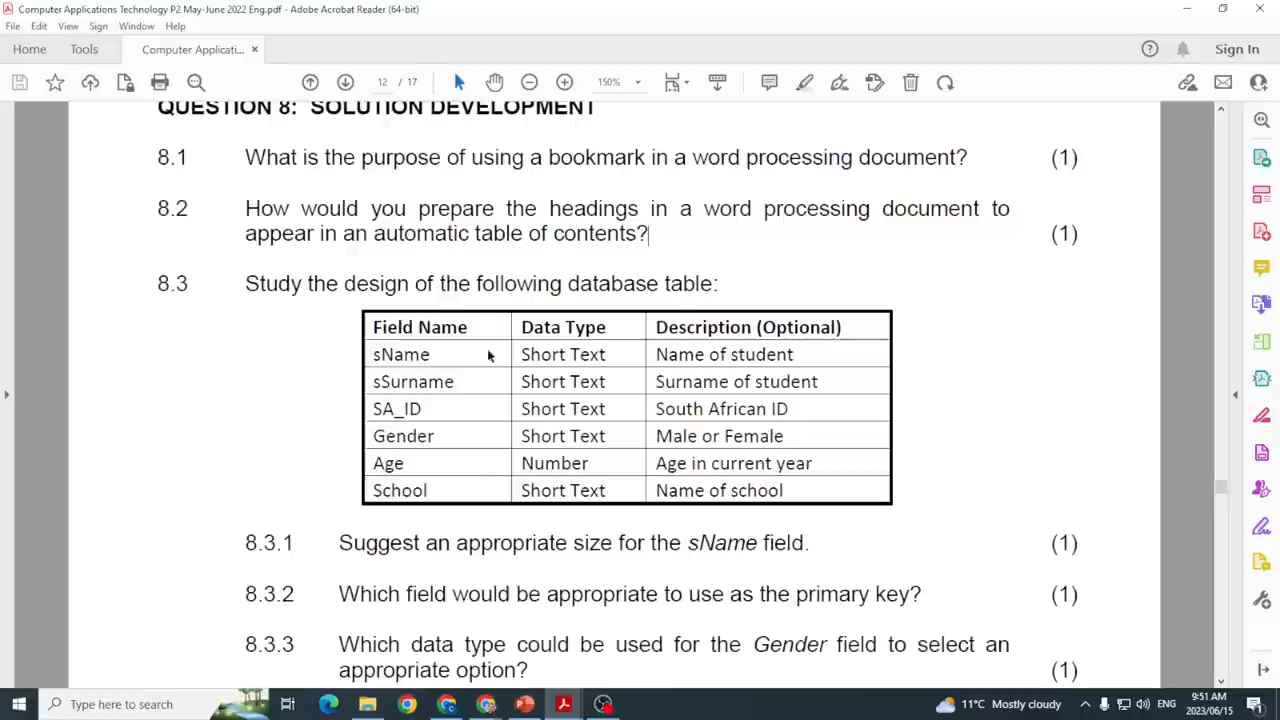 Computer Applications Technology P2 May-June 2022 Eng.pdf - Adobe Acrobat Reader (64-bit)
File Edit View Sign Window Help
Home Tools Computer Applicati... × Sign In
12 / 17 150%
QUESTION 8: SOLUTION DEVELOPMENT
8.1 What is the purpose of using a bookmark in a word processing document? (1)
8.2 How would you prepare the headings in a word processing document to
appear in an automatic table of contents? (1)
8.3 Study the design of the following database table:
Field Name Data Type Description (Optional)
sName Short Text Name of student
sSurname Short Text Surname of student
SA_ID Short Text South African ID
Gender Short Text Male or Female
Age Number Age in current year
School Short Text Name of school
8.3.1 Suggest an appropriate size for the sName field. (1)
8.3.2 Which field would be appropriate to use as the primary key? (1)
8.3.3 Which data type could be used for the Gender field to select an
appropriate option? (1)
Type here to search 11°C Mostly cloudy ENG 9:51 AM
2023/06/15